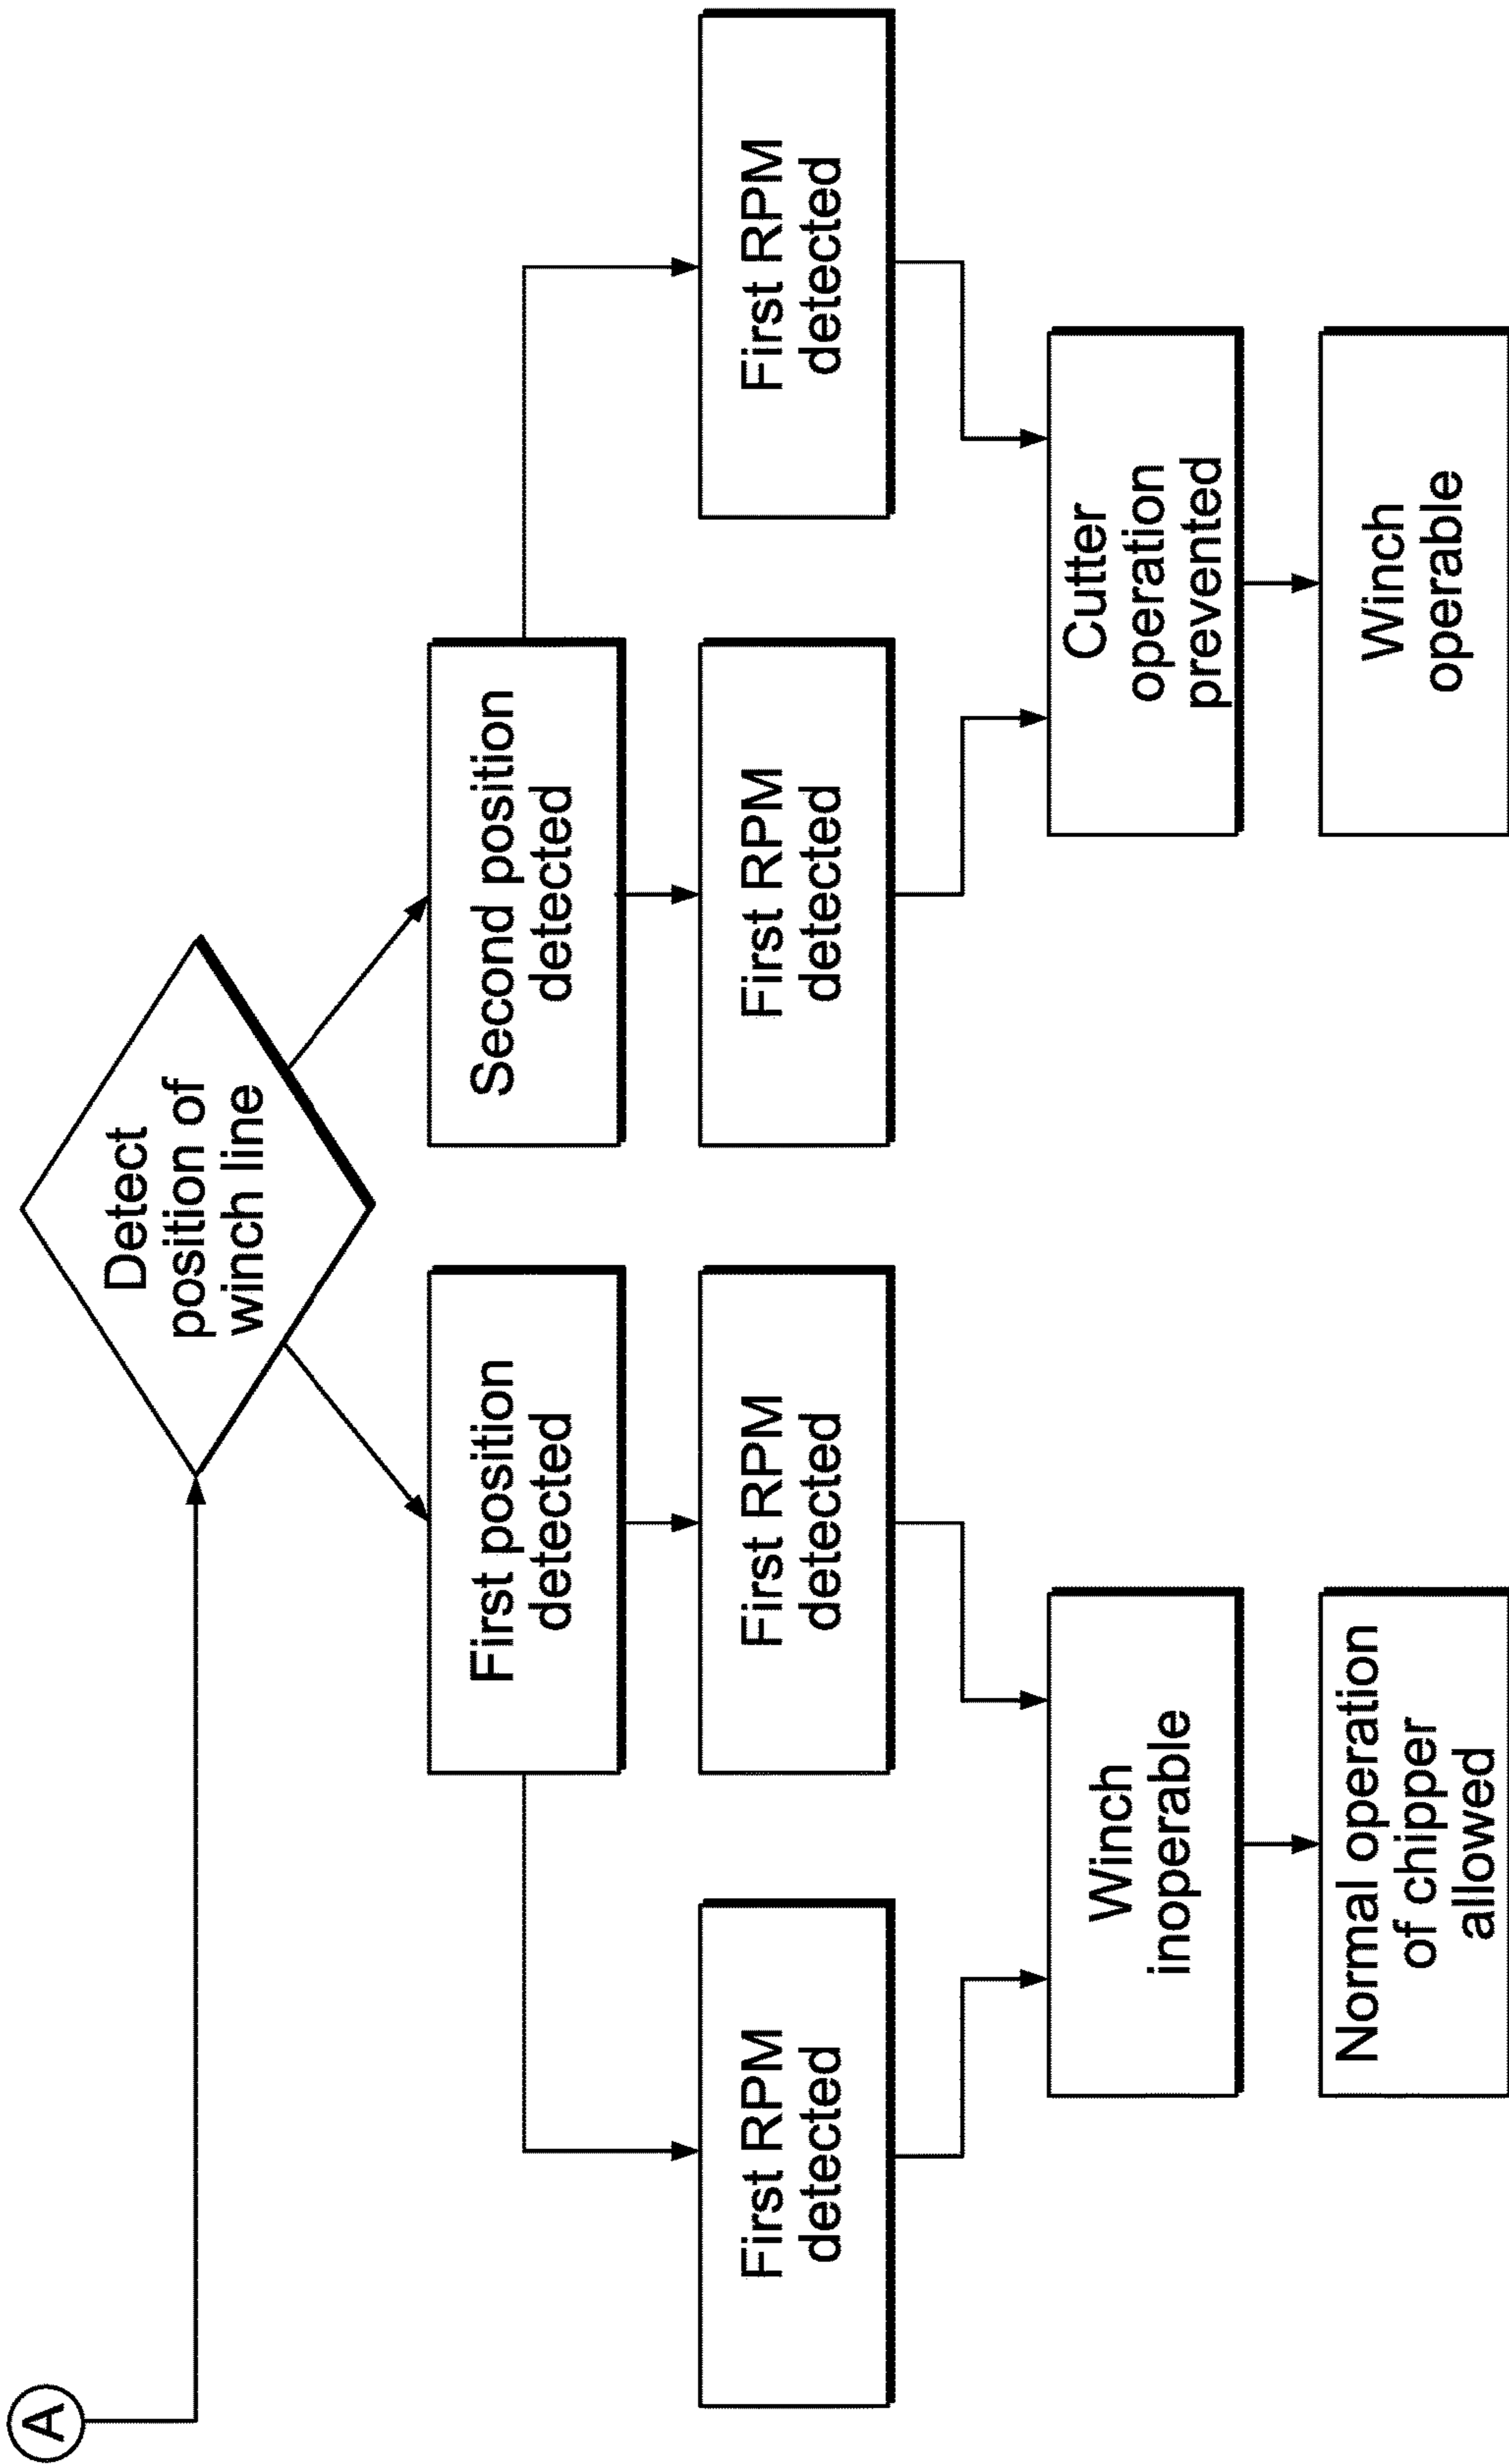 A
Detect
position of
winch line
First position
detected
Second position
detected
First RPM
detected
First RPM
detected
First RPM
detected
First RPM
detected
Winch
inoperable
Cutter
operation
prevented
Normal operation
of chipper
allowed
Winch
operable